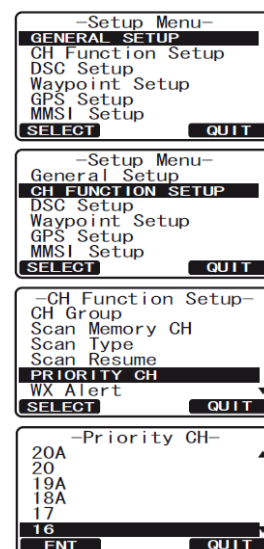 -Setup Menu-
GENERAL SETUP
CH Function Setup
DSC Setup
Waypoint Setup
GPS Setup
MMSI Setup
SELECT QUIT
-Setup Menu-
General Setup
CH FUNCTION SETUP
DSC Setup
Waypoint Setup
GPS Setup
MMSI Setup
SELECT QUIT
-CH Function Setup-
CH Group
Scan Memory CH
Scan Type
Scan Resume
PRIORITY CH
WX Alert
SELECT QUIT
-Priority CH-
20A
20
19A
18A
17
16
ENT QUIT